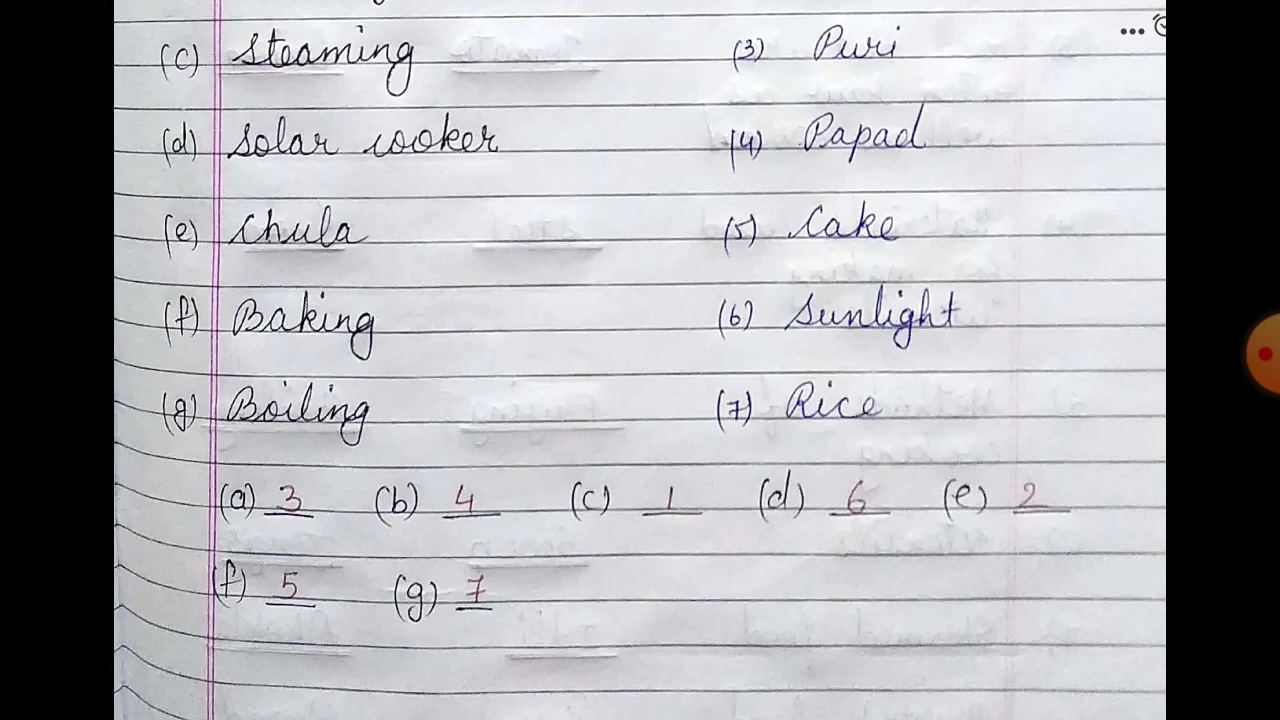 (c) Steaming (3) Puri
(d) Solar cooker (4) Papad
(e) Chula (5) Cake
(f) Baking (6) Sunlight
(g) Boiling (7) Rice
(a) 3 (b) 4 (c) 1 (d) 6 (e) 2
(f) 5 (g) 7